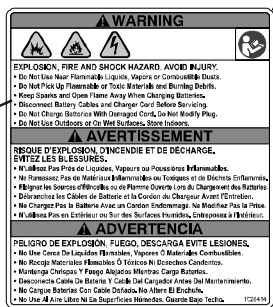 WARNING
EXPLOSION, FIRE AND SHOCK HAZARD. AVOID INJURY.
• Do Not Use Near Flammable Liquids, Vapors or Combustible Dusts.
• Do Not Pick Up Flammable or Toxic Materials and Burning Debris.
• Keep Sparks and Open Flame Away When Charging Batteries.
• Disconnect Battery Cables and Charger Cord Before Servicing.
• Do Not Charge Batteries With Damaged Cord. Do Not Modify Plug.
• Do Not Use Outdoors or On Wet Surfaces. Store Indoors.
AVERTISSEMENT
RISQUE D'EXPLOSION, D'INCENDIE ET DE DÉCHARGE.
ÉVITEZ LES BLESSURES.
• N'utilisez Pas Près de Liquides, Vapeurs ou Poussières Inflammables.
• Ne Ramassez Pas de Matériaux Inflammables ou Toxiques et de Déchets Enflammés.
• Eloignez les Sources d'Étincelles ou de Flamme Ouverte Lors du Chargement des Batteries.
• Débranchez les Câbles de Batterie et le Cordon du Chargeur Avant l'Entretien.
• Ne Chargez Pas la Batterie Avec un Cordon Endommagé. Ne Modifiez Pas la Prise.
• N'utilisez Pas en Extérieur ou Sur des Surfaces Humides. Entreposez à l'Intérieur.
ADVERTENCIA
PELIGRO DE EXPLOSIÓN, FUEGO, DESCARGA EVITE LESIONES.
• No Use Cerca De Líquidos Flamables, Vapores Ó Materiales Combustibles.
• No Recoja Materiales Flamables Ó Tóxicos Ni Desechos Candentes.
• Mantenga Chrispas Y Fuego Alejados Mientras Carga Baterías.
• Desconecte Cable De Batería Y Cable Del Cargador Antes Del Mantenimiento.
• No Cargue Baterías Con Cable Dañado, No Altere El Enchufe.
• No Use Al Aire Libre Ni En Superficies Húmedas. Guarde Bajo Techo.